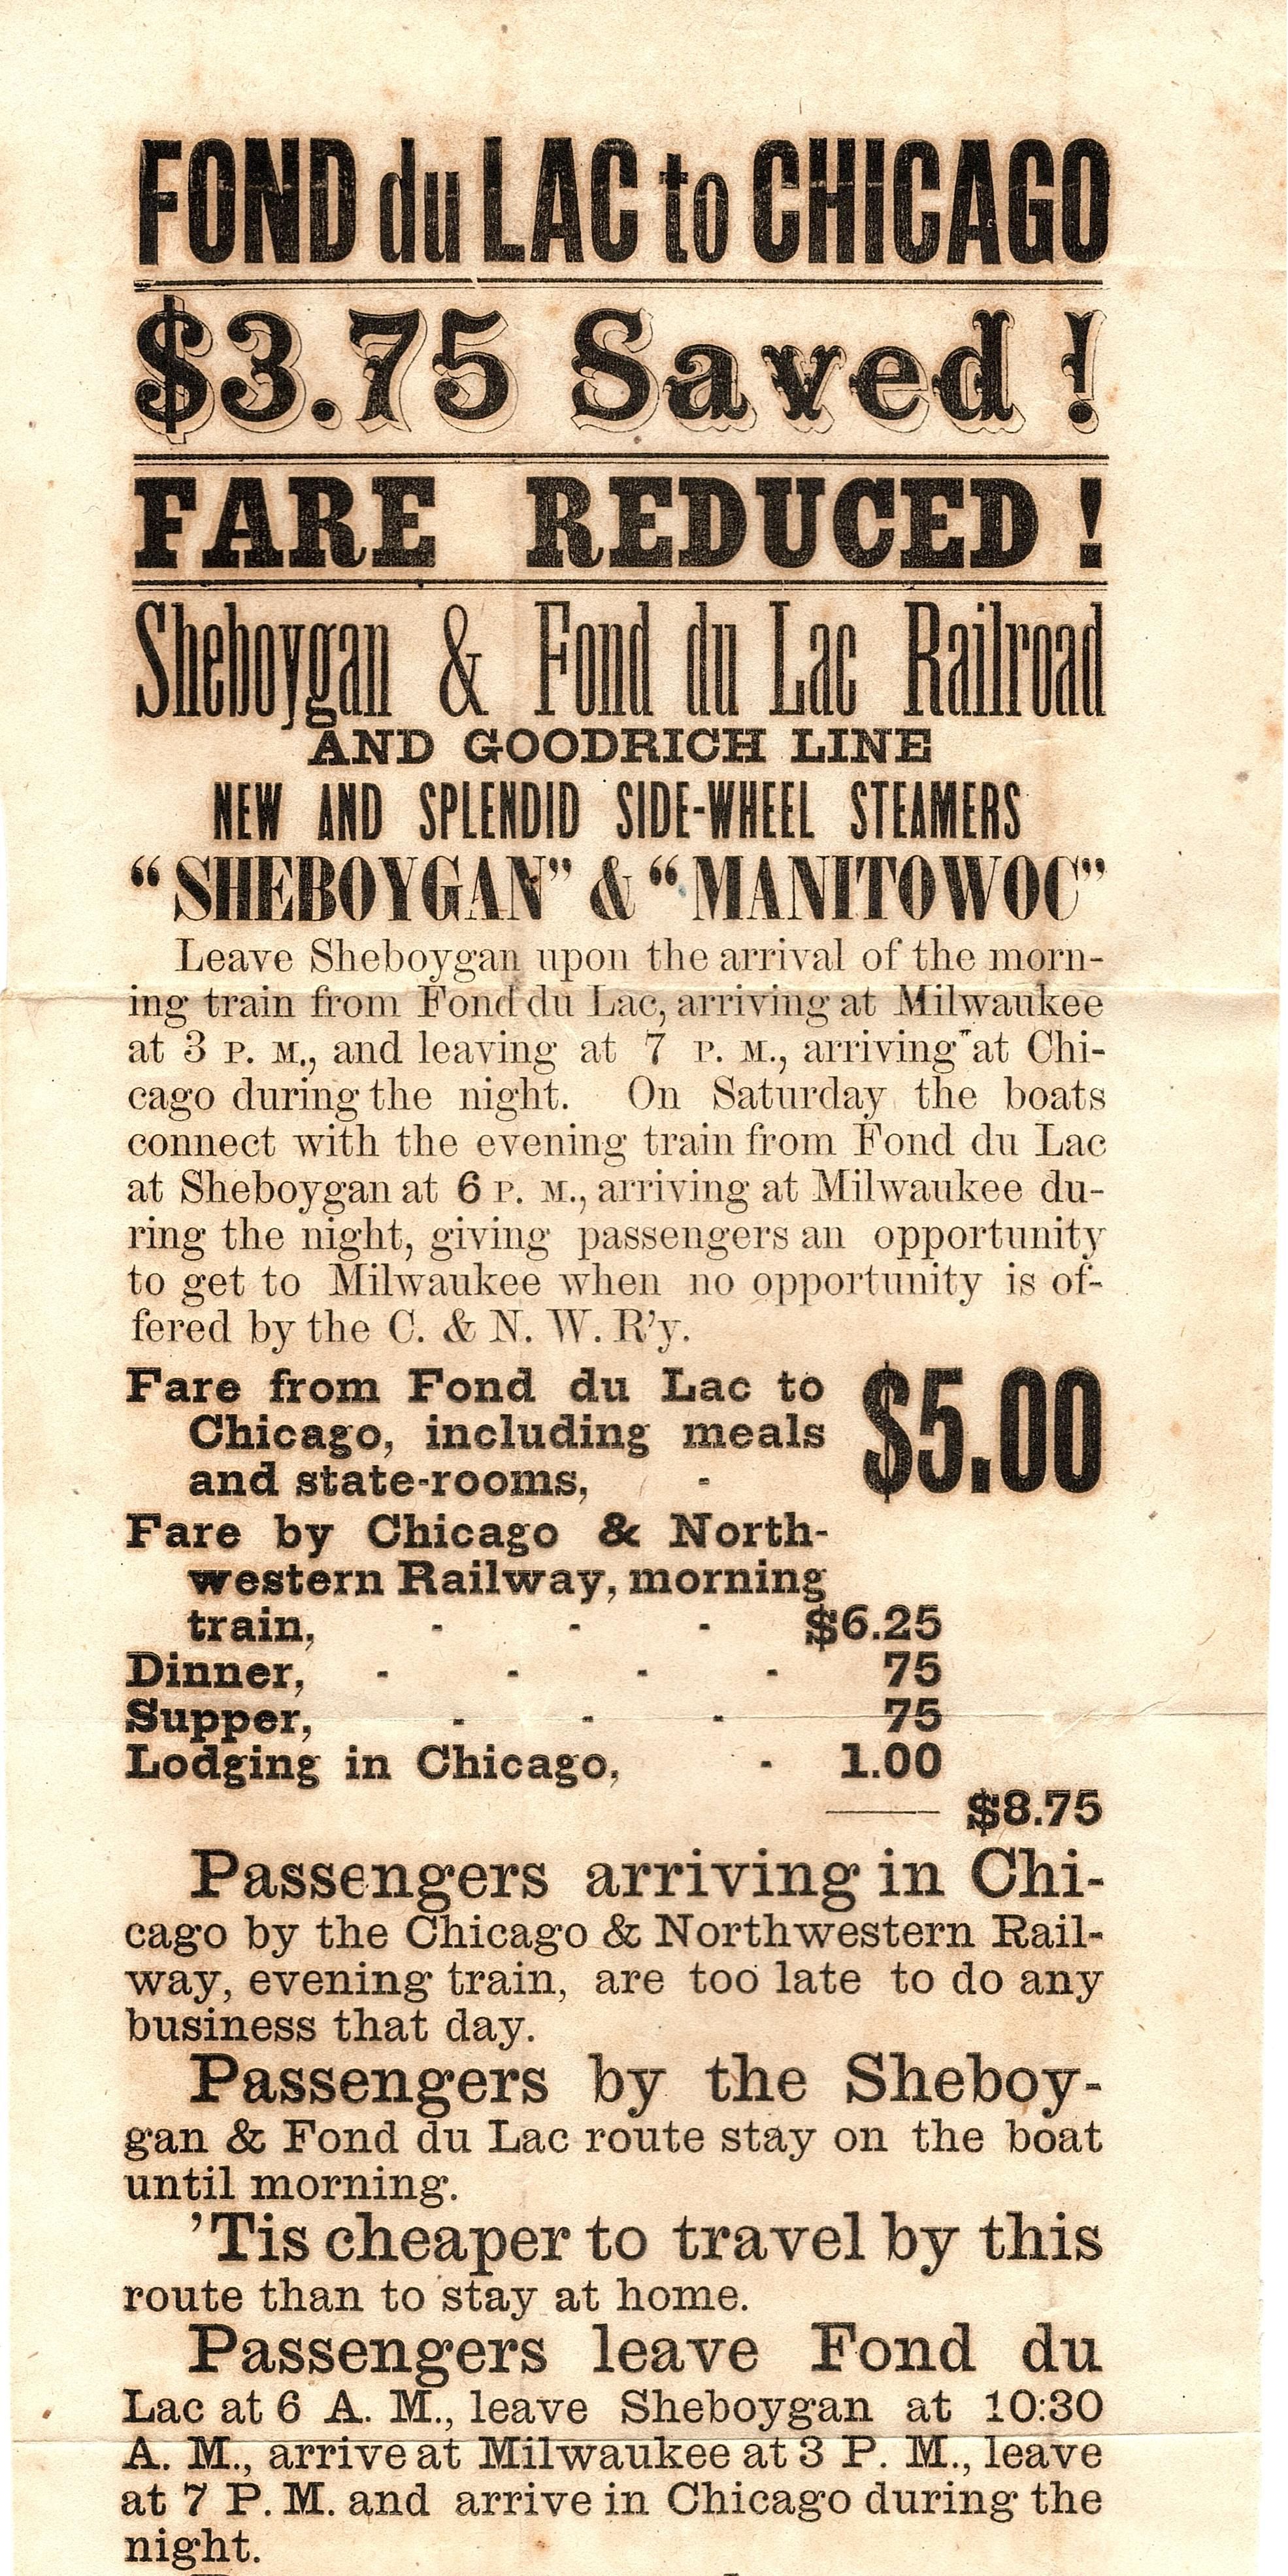 FOND du LAC to CHICAGO
$3.75 Saved !
FARE REDUCED !
Sheboygan & Fond du Lac Railroad
AND GOODRICH LINE
NEW AND SPLENDID SIDE-WHEEL STEAMERS
“SHEBOYGAN” & “MANITOWOC”
Leave Sheboygan upon the arrival of the morn-
ing train from Fond du Lac, arriving at Milwaukee
at 3 P. M., and leaving at 7 P. M., arriving at Chi-
cago during the night. On Saturday the boats
connect with the evening train from Fond du Lac
at Sheboygan at 6 P. M., arriving at Milwaukee du-
ring the night, giving passengers an opportunity
to get to Milwaukee when no opportunity is of-
fered by the C. & N. W. R'y.
Fare from Fond du Lac to
Chicago, including meals
and state-rooms, - $5.00
Fare by Chicago & North-
western Railway, morning
train, - - - $6.25
Dinner, - - - - 75
Supper, - - - 75
Lodging in Chicago, - 1.00
$8.75
Passengers arriving in Chi-
cago by the Chicago & Northwestern Rail-
way, evening train, are too late to do any
business that day.
Passengers by the Sheboy-
gan & Fond du Lac route stay on the boat
until morning.
'Tis cheaper to travel by this
route than to stay at home.
Passengers leave Fond du
Lac at 6 A. M., leave Sheboygan at 10:30
A. M., arrive at Milwaukee at 3 P. M., leave
at 7 P. M. and arrive in Chicago during the
night.